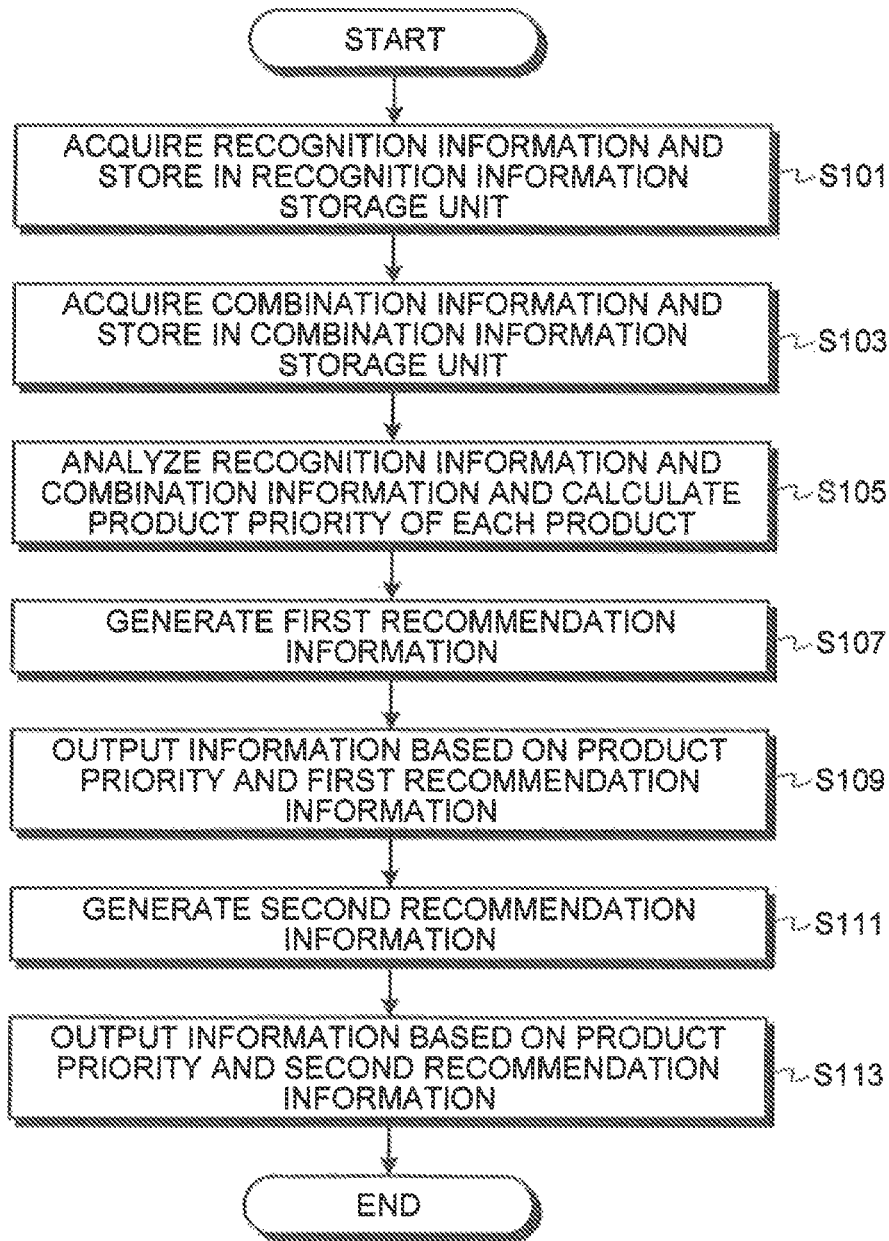 START
ACQUIRE RECOGNITION INFORMATION AND
STORE IN RECOGNITION INFORMATION
STORAGE UNIT
S101
ACQUIRE COMBINATION INFORMATION AND
STORE IN COMBINATION INFORMATION
STORAGE UNIT
S103
ANALYZE RECOGNITION INFORMATION AND
COMBINATION INFORMATION AND CALCULATE
PRODUCT PRIORITY OF EACH PRODUCT
S105
GENERATE FIRST RECOMMENDATION
INFORMATION
S107
OUTPUT INFORMATION BASED ON PRODUCT
PRIORITY AND FIRST RECOMMENDATION
INFORMATION
S109
GENERATE SECOND RECOMMENDATION
INFORMATION
S111
OUTPUT INFORMATION BASED ON PRODUCT
PRIORITY AND SECOND RECOMMENDATION
INFORMATION
S113
END